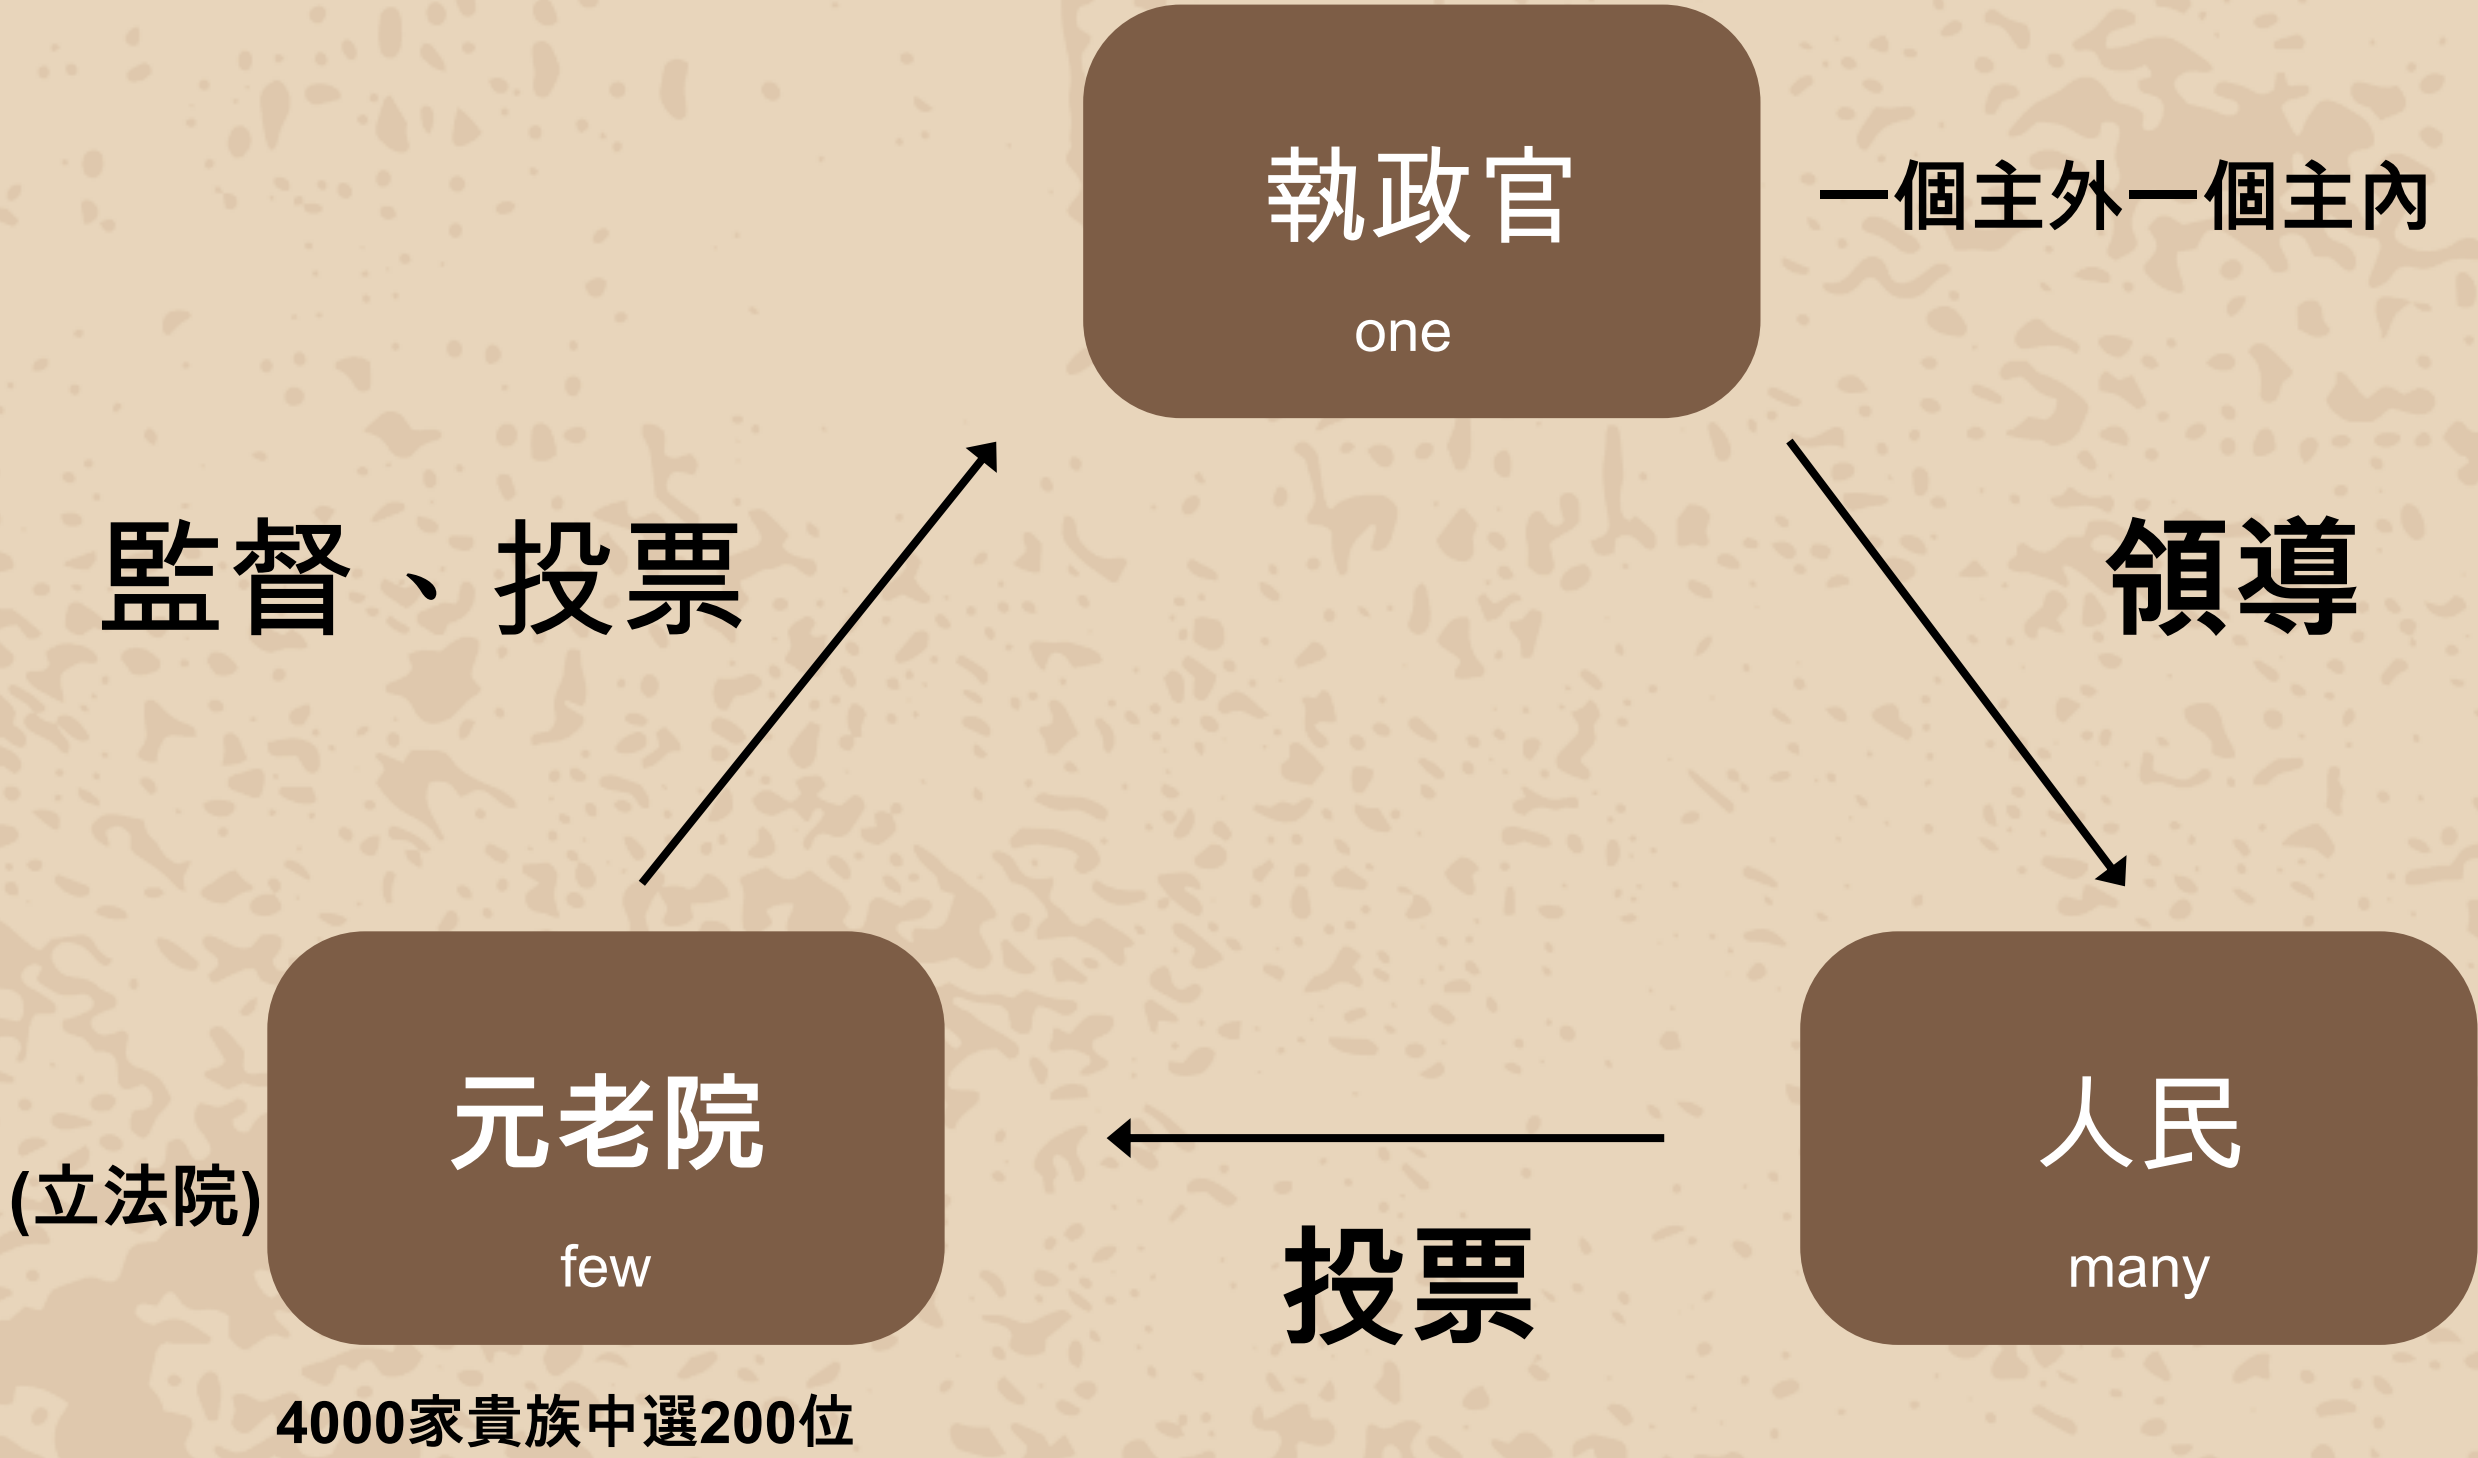 執政官
one
一個主外一個主內
監督、投票
領導
元老院
few
(立法院)
4000家貴族中選200位
投票
人民
many